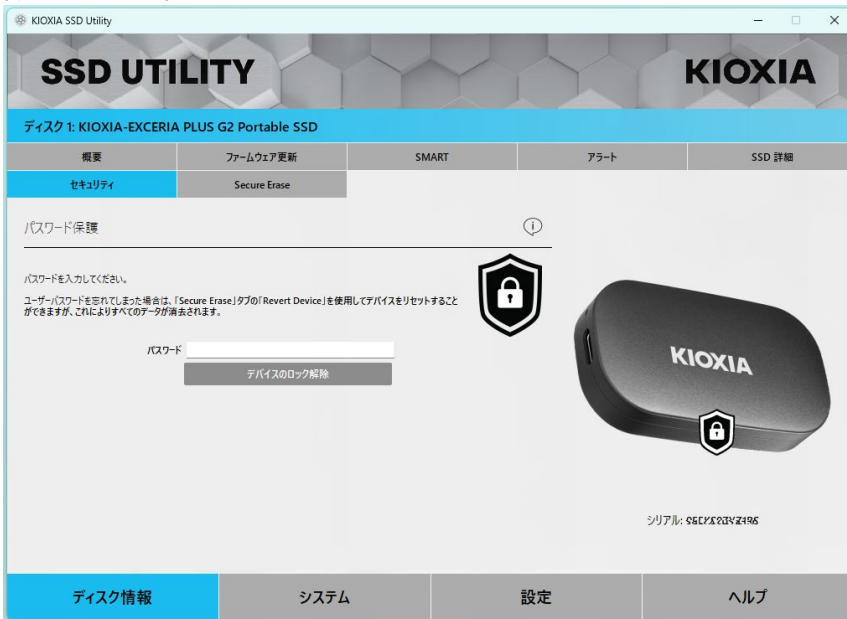 KIOXIA SSD Utility
SSD UTILITY
KIOXIA
ディスク 1: KIOXIA-EXCERIA PLUS G2 Portable SSD
概要
ファームウェア更新
SMART
アラート
SSD 詳細
セキュリティ
Secure Erase
パスワード保護
パスワードを入力してください。
ユーザーパスワードを忘れてしまった場合は、「Secure Erase」タブの「Revert Device」を使用してデバイスをリセットすること
ができますが、これによりすべてのデータが消去されます。
パスワード
デバイスのロック解除
KIOXIA
シリアル:
ディスク情報
システム
設定
ヘルプ